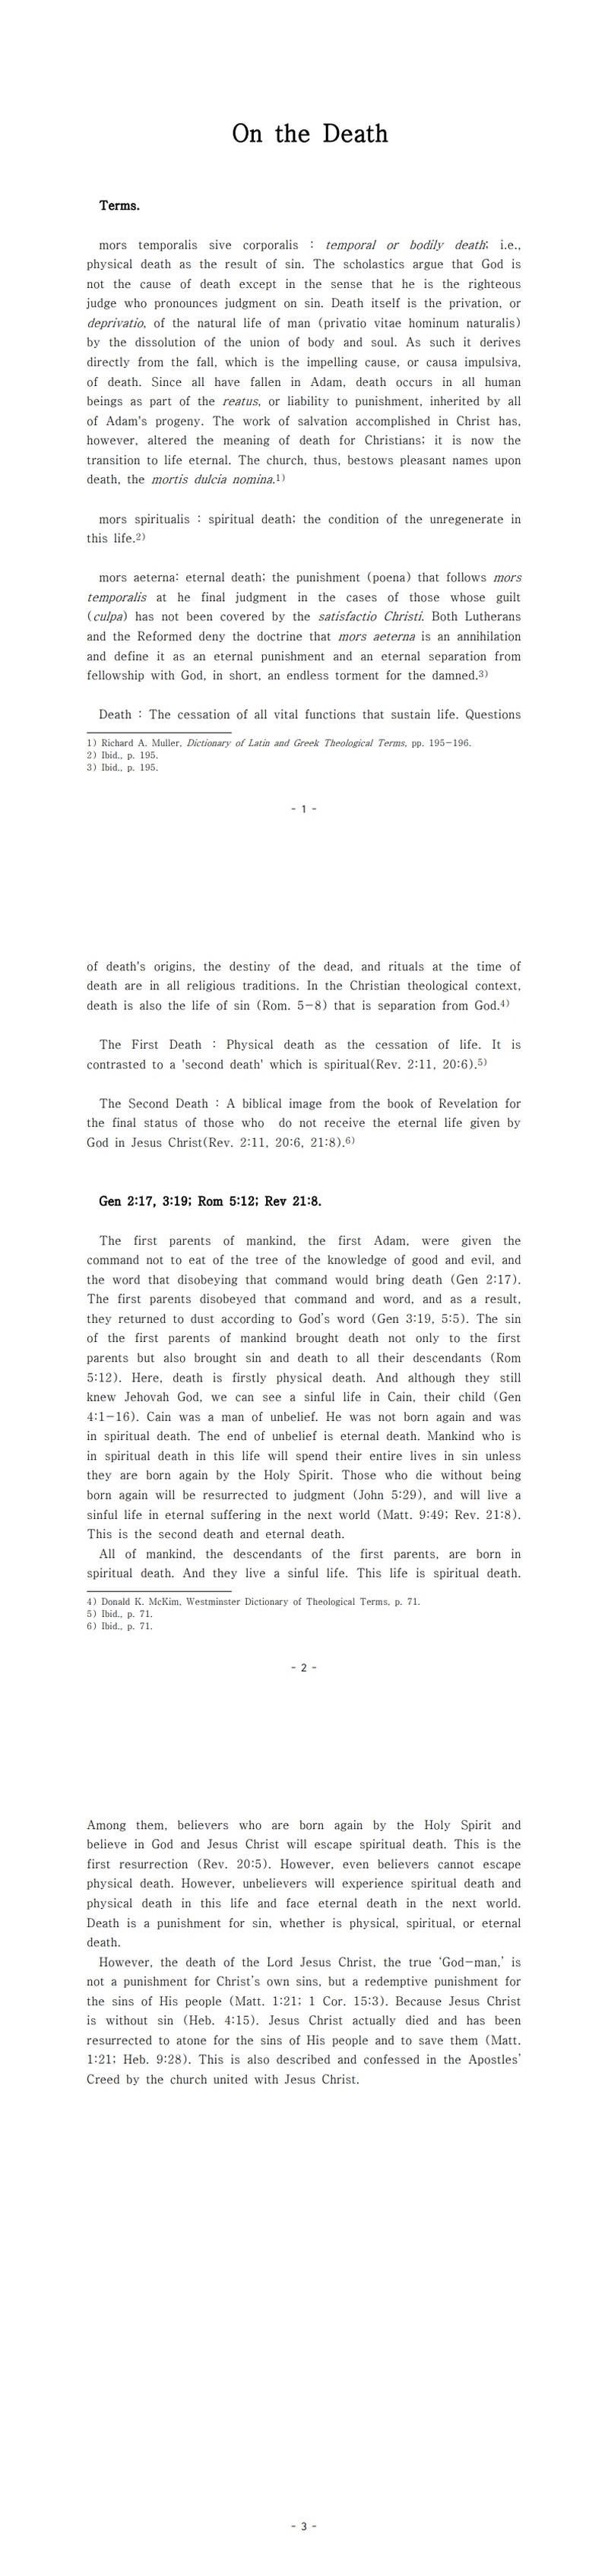 On the Death
Terms.
mors temporalis sive corporalis : temporal or bodily death; i.e.,
physical death as the result of sin. The scholastics argue that God is
not the cause of death except in the sense that he is the righteous
judge who pronounces judgment on sin. Death itself is the privation, or
deprivatio, of the natural life of man (privatio vitae hominum naturalis)
by the dissolution of the union of body and soul. As such it derives
directly from the fall, which is the impelling cause, or causa impulsiva,
of death. Since all have fallen in Adam, death occurs in all human
beings as part of the reatus, or liability to punishment, inherited by all
of Adam's progeny. The work of salvation accomplished in Christ has,
however, altered the meaning of death for Christians; it is now the
transition to life eternal. The church, thus, bestows pleasant names upon
death, the mortis dulcia nomina.1)
mors spiritualis : spiritual death; the condition of the unregenerate in
this life.2)
mors aeterna: eternal death; the punishment (poena) that follows mors
temporalis at he final judgment in the cases of those whose guilt
(culpa) has not been covered by the satisfactio Christi. Both Lutherans
and the Reformed deny the doctrine that mors aeterna is an annihilation
and define it as an eternal punishment and an eternal separation from
fellowship with God, in short, an endless torment for the damned.3)
Death : The cessation of all vital functions that sustain life. Questions
1) Richard A. Muller, Dictionary of Latin and Greek Theological Terms, pp. 195-196.
2) Ibid., p. 195.
3) Ibid., p. 195.
- 1 -
of death's origins, the destiny of the dead, and rituals at the time of
death are in all religious traditions. In the Christian theological context,
death is also the life of sin (Rom. 5-8) that is separation from God.4)
The First Death : Physical death as the cessation of life. It is
contrasted to a 'second death' which is spiritual(Rev. 2:11, 20:6).5)
The Second Death : A biblical image from the book of Revelation for
the final status of those who do not receive the eternal life given by
God in Jesus Christ(Rev. 2:11, 20:6, 21:8).6)
Gen 2:17, 3:19; Rom 5:12; Rev 21:8.
The first parents of mankind, the first Adam, were given the
command not to eat of the tree of the knowledge of good and evil, and
the word that disobeying that command would bring death (Gen 2:17).
The first parents disobeyed that command and word, and as a result,
they returned to dust according to God's word (Gen 3:19, 5:5). The sin
of the first parents of mankind brought death not only to the first
parents but also brought sin and death to all their descendants (Rom
5:12). Here, death is firstly physical death. And although they still
knew Jehovah God, we can see a sinful life in Cain, their child (Gen
4:1-16). Cain was a man of unbelief. He was not born again and was
in spiritual death. The end of unbelief is eternal death. Mankind who is
in spiritual death in this life will spend their entire lives in sin unless
they are born again by the Holy Spirit. Those who die without being
born again will be resurrected to judgment (John 5:29), and will live a
sinful life in eternal suffering in the next world (Matt. 9:49; Rev. 21:8).
This is the second death and eternal death.
All of mankind, the descendants of the first parents, are born in
spiritual death. And they live a sinful life. This life is spiritual death.
4) Donald K. McKim, Westminster Dictionary of Theological Terms, p. 71.
5) Ibid., p. 71.
6) Ibid., p. 71.
- 2 -
Among them, believers who are born again by the Holy Spirit and
believe in God and Jesus Christ will escape spiritual death. This is the
first resurrection (Rev. 20:5). However, even believers cannot escape
physical death. However, unbelievers will experience spiritual death and
physical death in this life and face eternal death in the next world.
Death is a punishment for sin, whether is physical, spiritual, or eternal
death.
However, the death of the Lord Jesus Christ, the true ‘God-man,’ is
not a punishment for Christ's own sins, but a redemptive punishment for
the sins of His people (Matt. 1:21; 1 Cor. 15:3). Because Jesus Christ
is without sin (Heb. 4:15). Jesus Christ actually died and has been
resurrected to atone for the sins of His people and to save them (Matt.
1:21; Heb. 9:28). This is also described and confessed in the Apostles'
Creed by the church united with Jesus Christ.
- 3 -